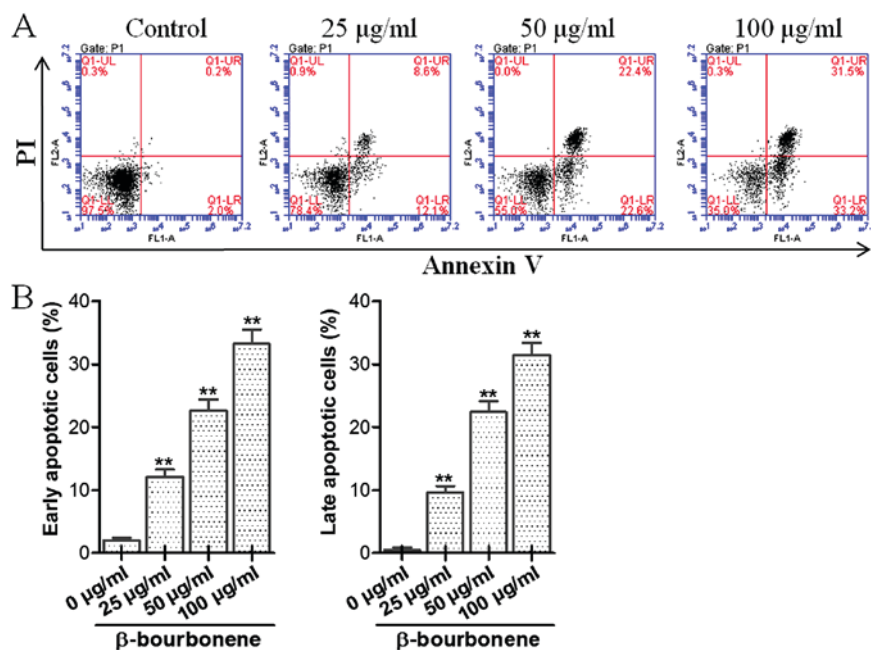 A
Control
25 µg/ml
50 µg/ml
100 µg/ml
Gate: P1
Gate: P1
Gate: P1
Gate: P1
Q1-UL Q1-UR
0.3% 0.2%
Q1-UL Q1-UR
0.9% 8.6%
Q1-UL Q1-UR
0.0% 22.4%
Q1-UL Q1-UR
0.3% 31.5%
PI
FL2-A
FL2-A
FL2-A
FL2-A
Q1-LL Q1-LR
97.5% 2.0%
Q1-LL Q1-LR
78.4% 12.1%
Q1-LL Q1-LR
55.0% 22.6%
Q1-LL Q1-LR
35.0% 33.2%
FL1-A
FL1-A
FL1-A
FL1-A
Annexin V
B
Early apoptotic cells (%)
40
30
20
10
0
**
**
**
0 µg/ml
25 µg/ml
50 µg/ml
100 µg/ml
β-bourbonene
Late apoptotic cells (%)
40
30
20
10
0
**
**
**
0 µg/ml
25 µg/ml
50 µg/ml
100 µg/ml
β-bourbonene